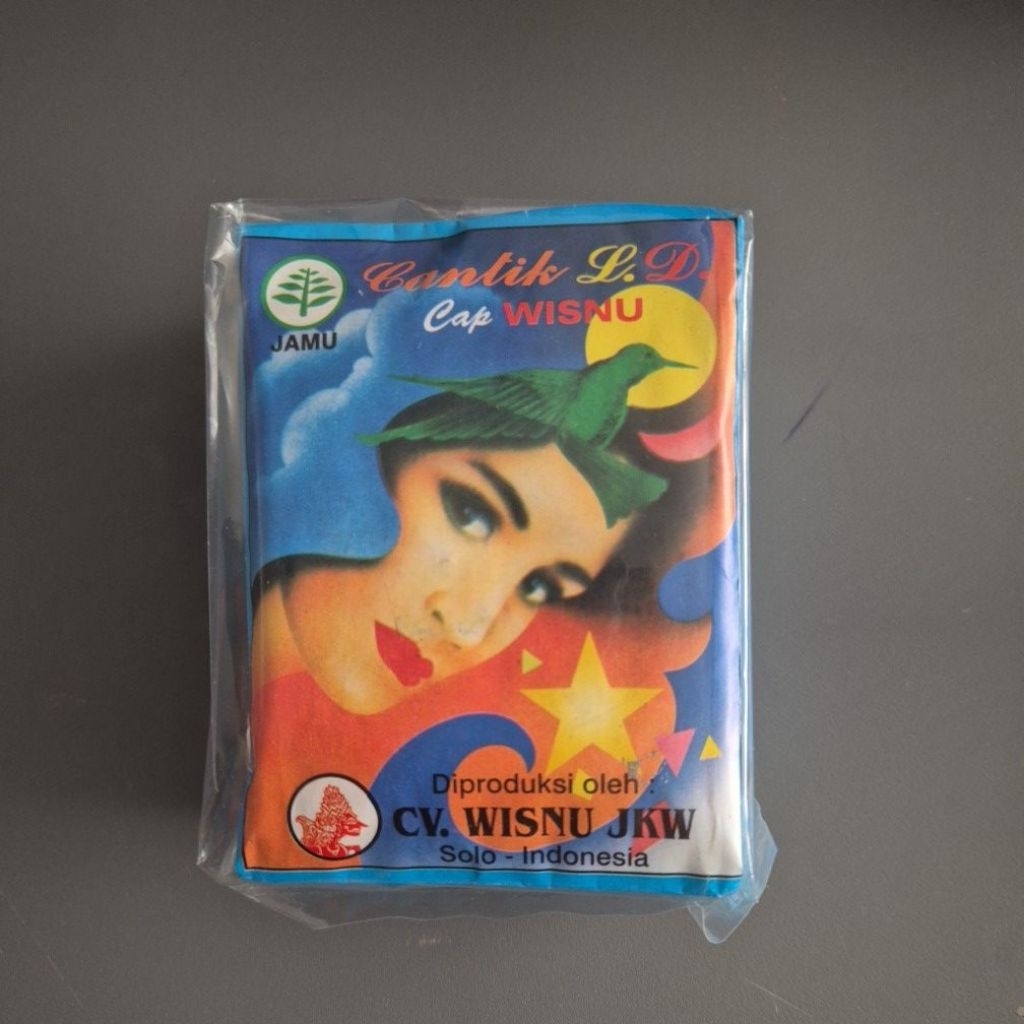 Cantik L.D.
Cap WISNU
JAMU
Diproduksi oleh :
CV. WISNU JKW
Solo - Indonesia